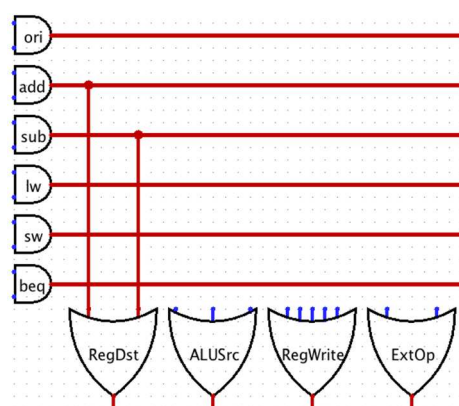 ori
add
sub
lw
sw
beq
RegDst ALUSrc RegWrite ExtOp